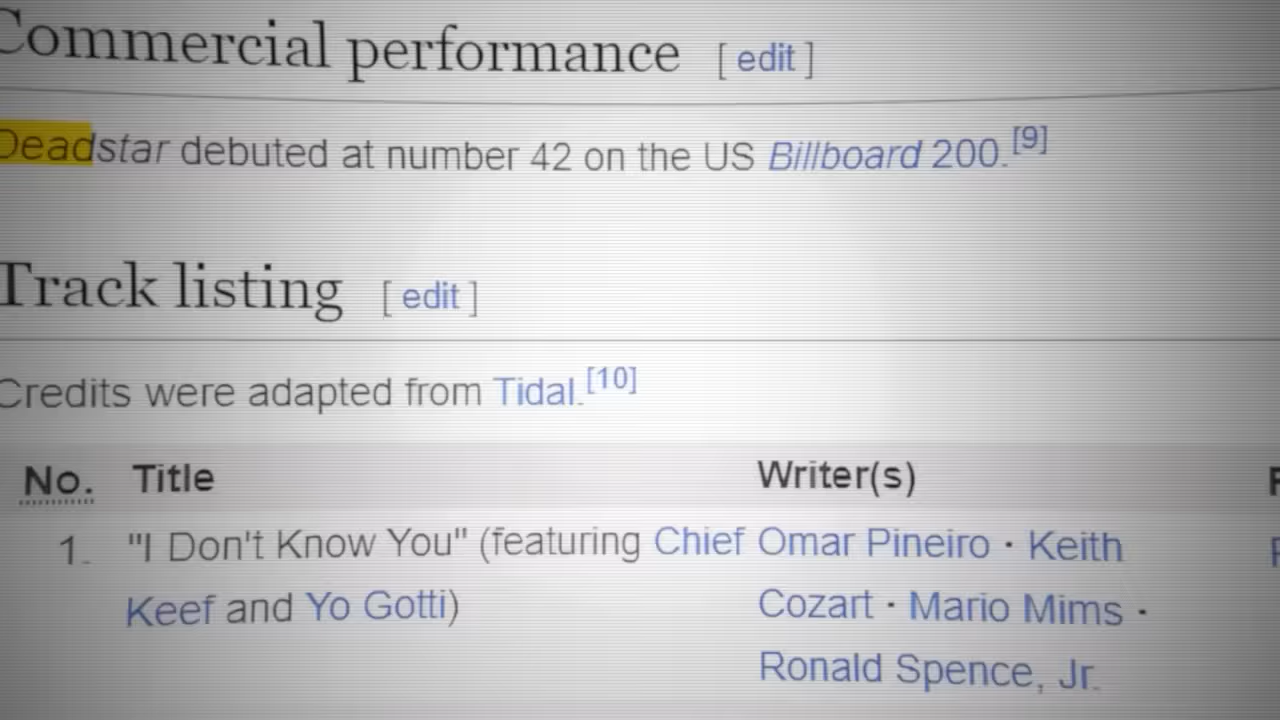 Commercial performance [ edit ]
Deadstar debuted at number 42 on the US Billboard 200.[9]
Track listing [ edit ]
Credits were adapted from Tidal.[10]
No. Title Writer(s)
1. "I Don't Know You" (featuring Chief Omar Pineiro · Keith
Keef and Yo Gotti) Cozart · Mario Mims ·
Ronald Spence, Jr.